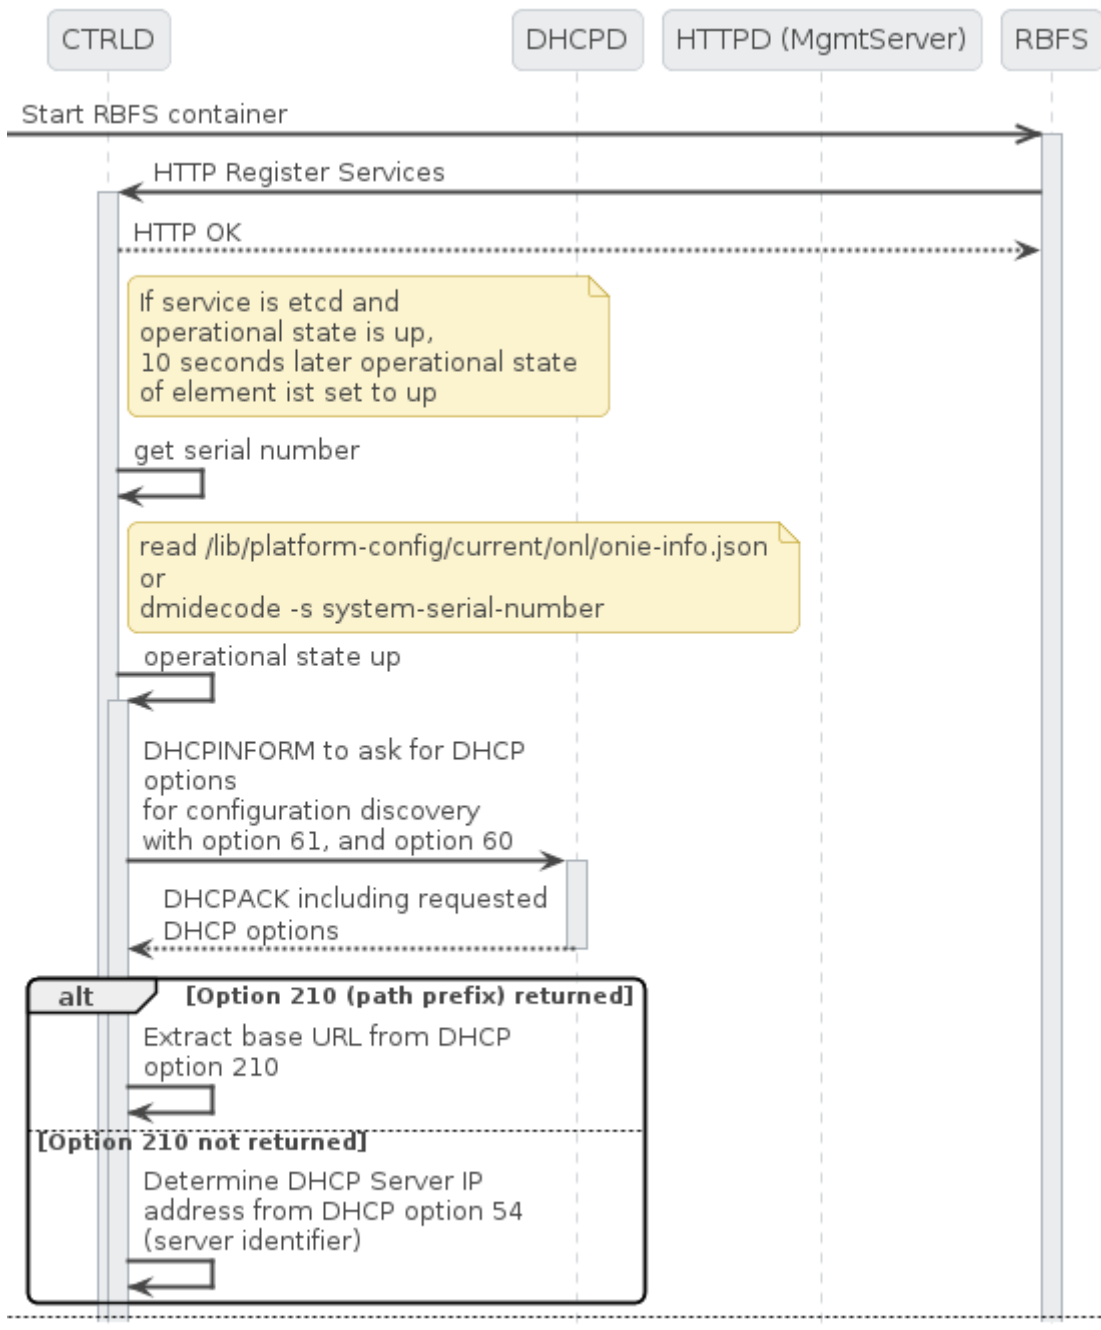 CTRLD
DHCPD
HTTPD (MgmtServer)
RBFS
Start RBFS container
HTTP Register Services
HTTP OK
If service is etcd and
operational state is up,
10 seconds later operational state
of element ist set to up
get serial number
read /lib/platform-config/current/onl/onie-info.json
or
dmidecode -s system-serial-number
operational state up
DHCPINFORM to ask for DHCP
options
for configuration discovery
with option 61, and option 60
DHCPACK including requested
DHCP options
alt
[Option 210 (path prefix) returned]
Extract base URL from DHCP
option 210
[Option 210 not returned]
Determine DHCP Server IP
address from DHCP option 54
(server identifier)